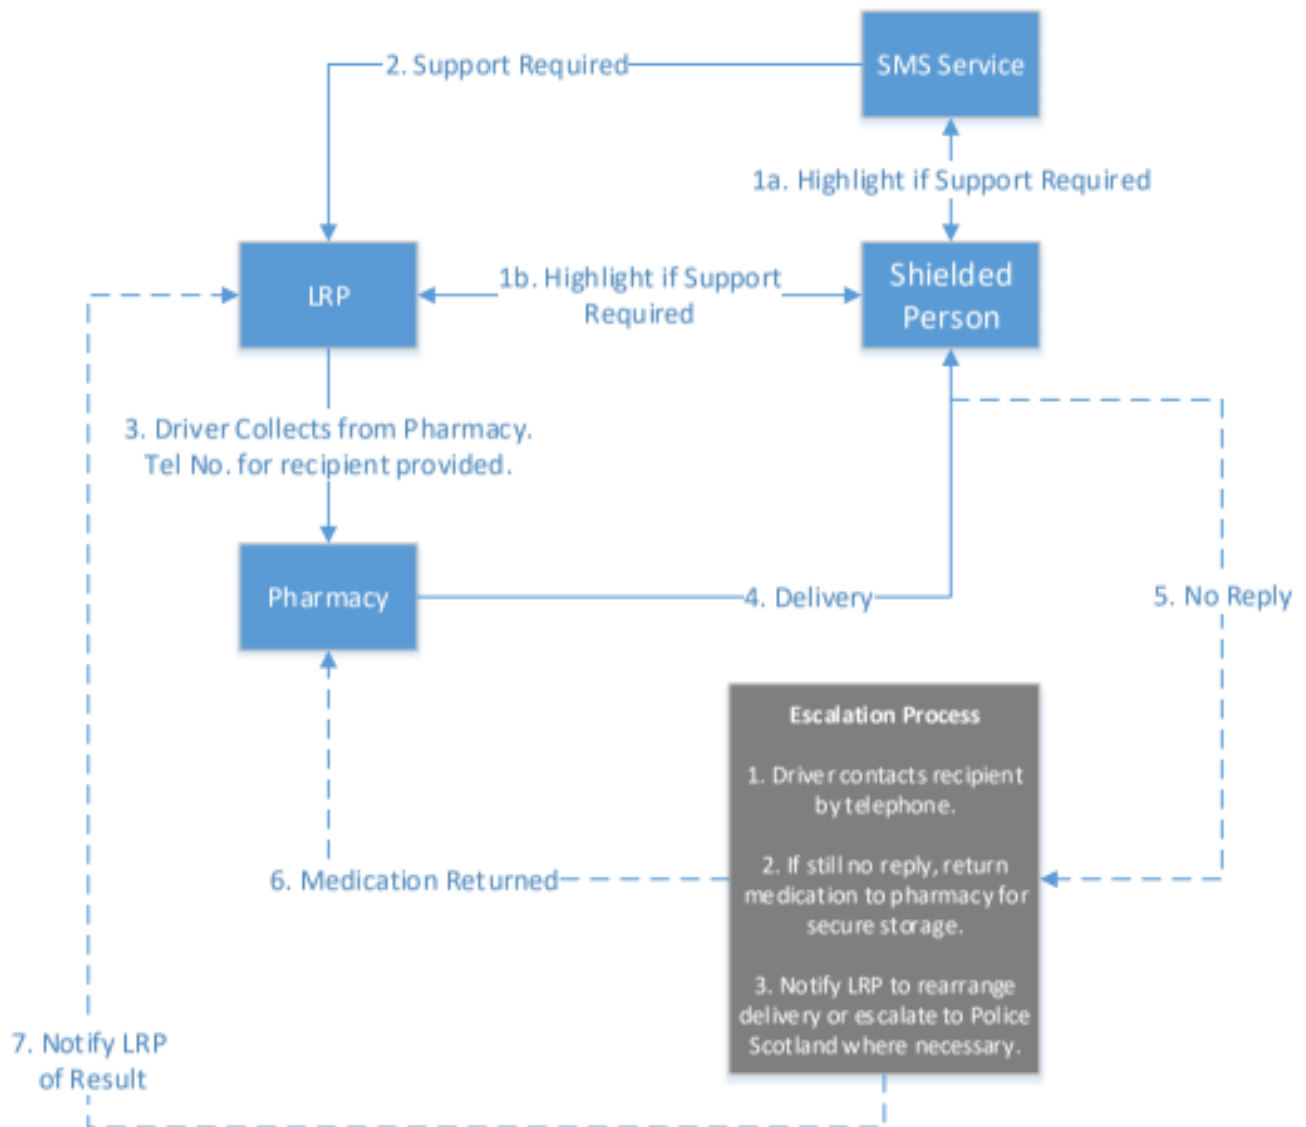 SMS Service
2. Support Required
1a. Highlight if Support Required
LRP
1b. Highlight if Support
Required
Shielded
Person
3. Driver Collects from Pharmacy.
Tel No. for recipient provided.
Pharmacy
4. Delivery
5. No Reply
Escalation Process
1. Driver contacts recipient
by telephone.
2. If still no reply, return
medication to pharmacy for
secure storage.
3. Notify LRP to rearrange
delivery or escalate to Police
Scotland where necessary.
6. Medication Returned
7. Notify LRP
of Result